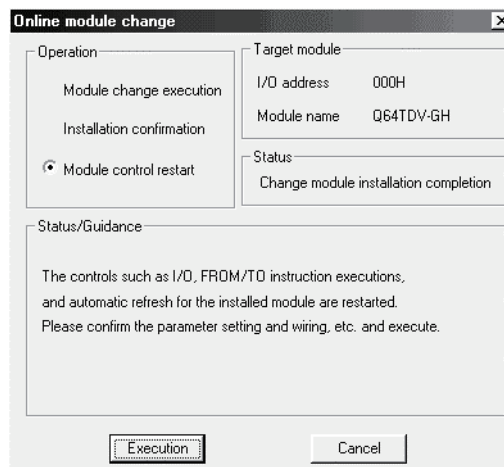 Online module change
Operation
Module change execution
Installation confirmation
Module control restart
Target module
I/O address 000H
Module name Q64TDV-GH
Status
Change module installation completion
Status/Guidance
The controls such as I/O, FROM/TO instruction executions,
and automatic refresh for the installed module are restarted.
Please confirm the parameter setting and wiring, etc. and execute.
Execution Cancel